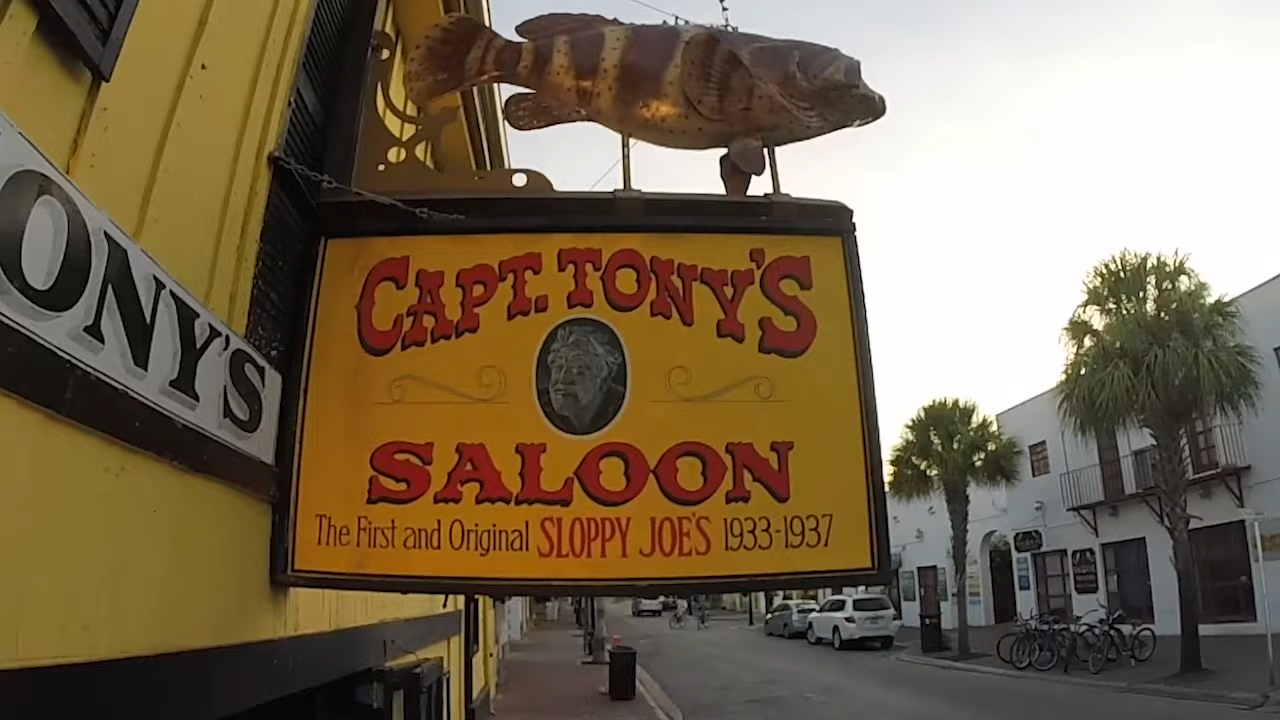 ONY'S
CAPT. TONY'S
SALOON
The First and Original SLOPPY JOE'S 1933-1937